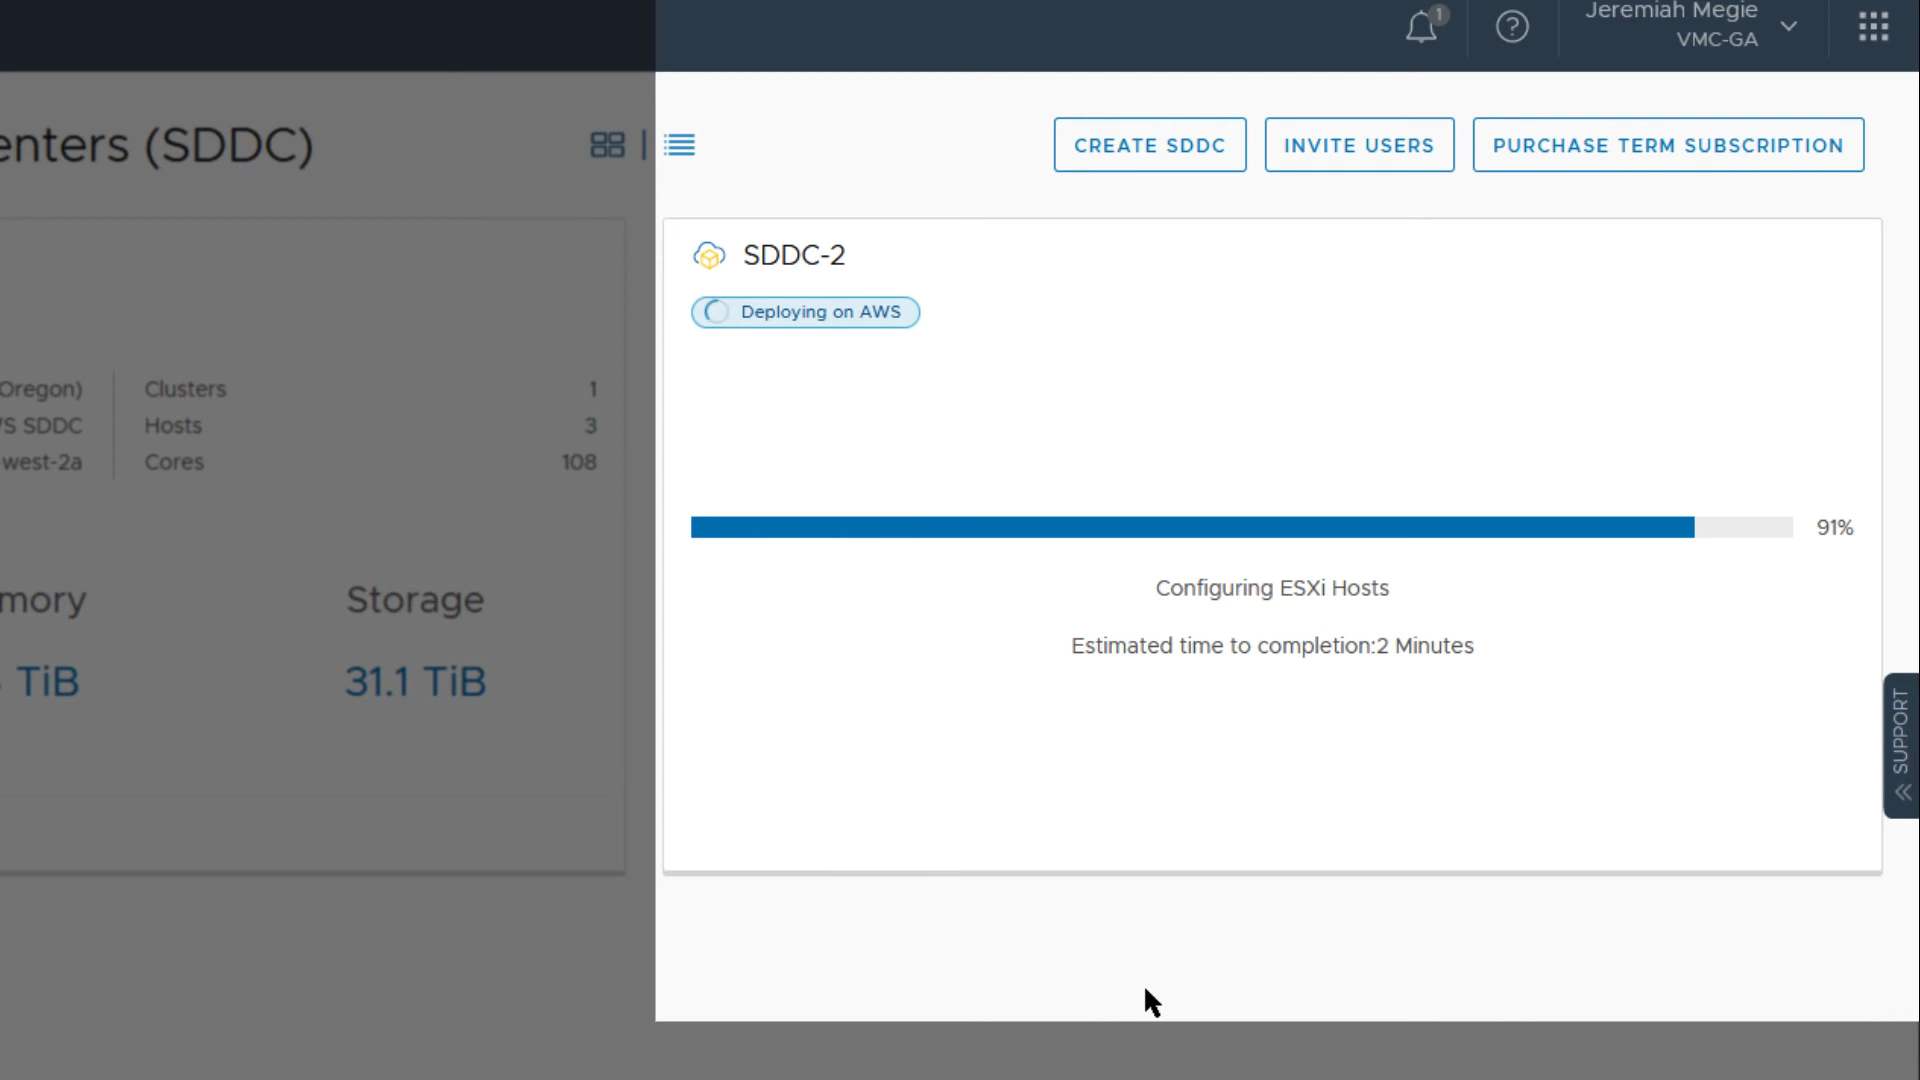 1
Jeremiah Megie
VMC-GA
enters (SDDC)
CREATE SDDC
INVITE USERS
PURCHASE TERM SUBSCRIPTION
SDDC-2
Deploying on AWS
Oregon)
Clusters 1
S SDDC
Hosts 3
west-2a
Cores 108
91%
Configuring ESXi Hosts
Estimated time to completion:2 Minutes
mory
Storage
TiB
31.1 TiB
SUPPORT